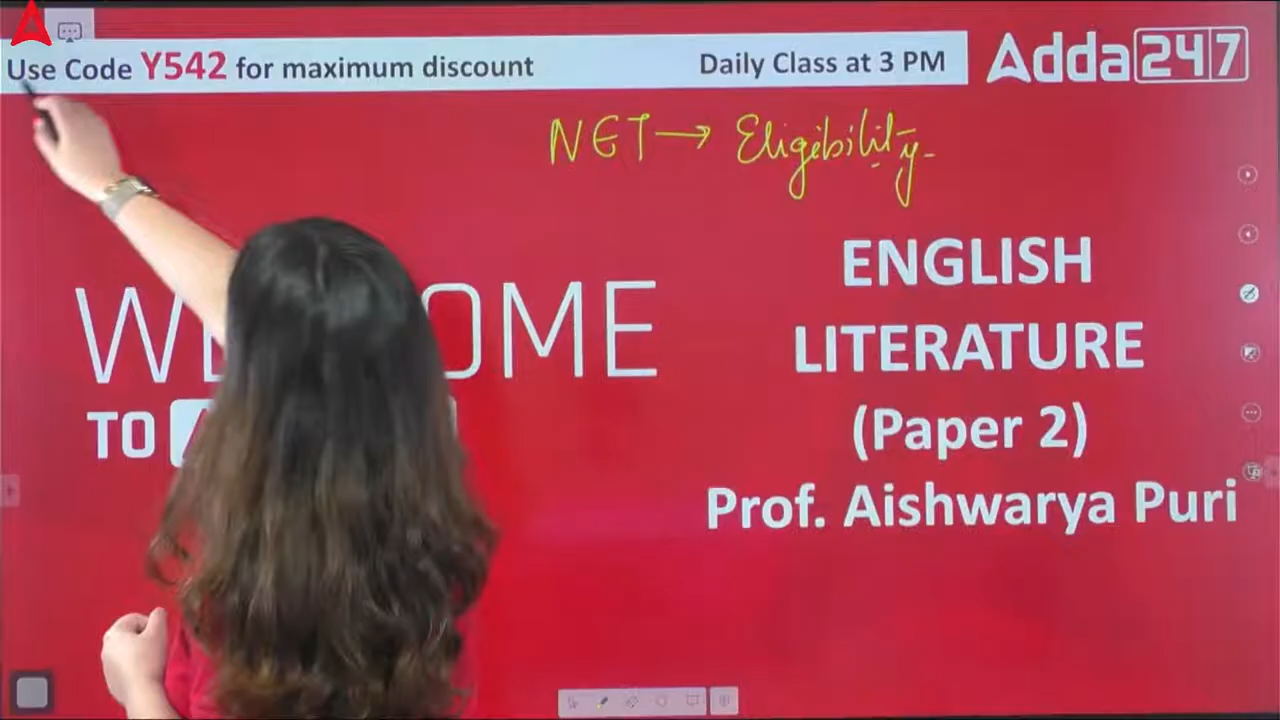 Use Code Y542 for maximum discount
Daily Class at 3 PM
Adda247
NET → Eligibility
ENGLISH
LITERATURE
(Paper 2)
Prof. Aishwarya Puri
TO